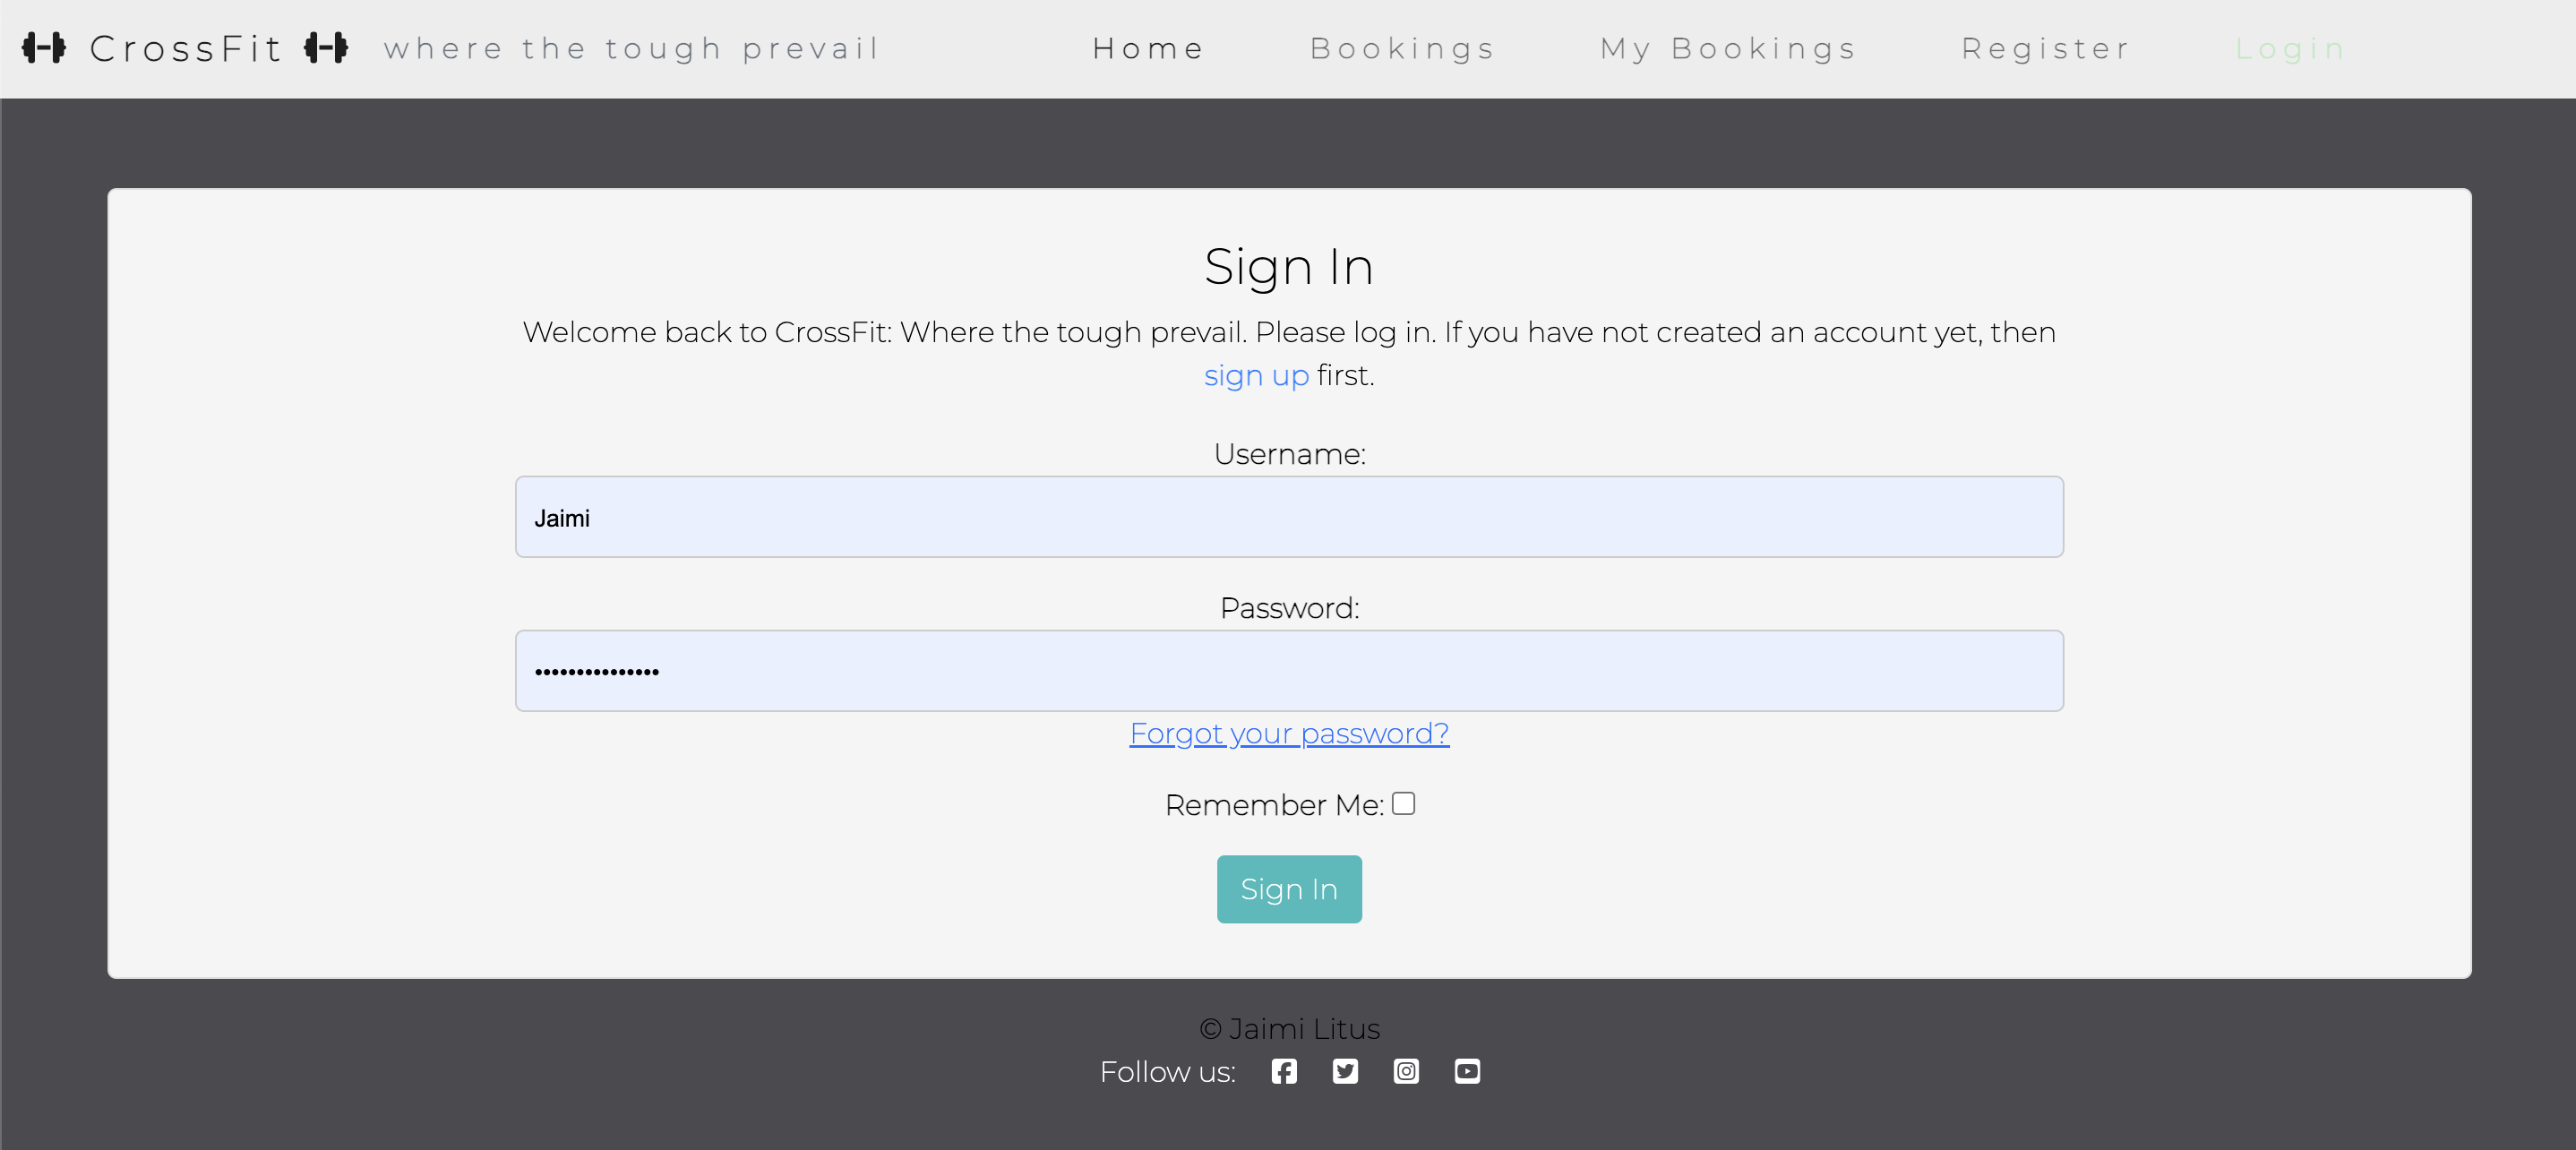 CrossFit where the tough prevail Home Bookings My Bookings Register Login
Sign In
Welcome back to CrossFit: Where the tough prevail. Please log in. If you have not created an account yet, then
sign up first.
Username:
Jaimi
Password:
•••••••••••••••
Forgot your password?
Remember Me:
Sign In
© Jaimi Litus
Follow us: